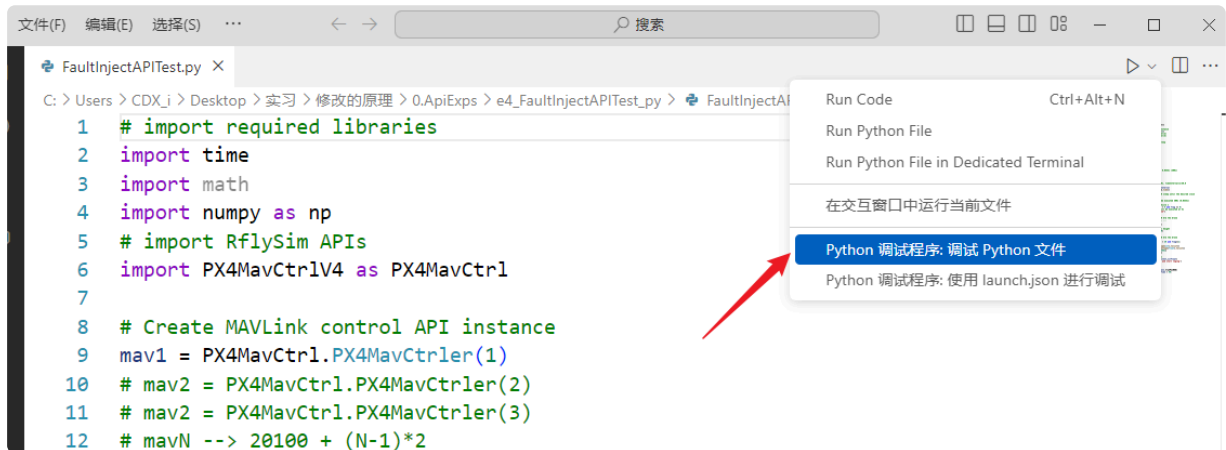 文件(F) 编辑(E) 选择(S) ··· 搜索
FaultInjectAPITest.py
C: > Users > CDX_i > Desktop > 实习 > 修改的原理 > 0.ApiExps > e4_FaultInjectAPITest_py > FaultInjectAP
1 # import required libraries
2 import time
3 import math
4 import numpy as np
5 # import RflySim APIs
6 import PX4MavCtrlV4 as PX4MavCtrl
7
8 # Create MAVLink control API instance
9 mav1 = PX4MavCtrl.PX4MavCtrler(1)
10 # mav2 = PX4MavCtrl.PX4MavCtrler(2)
11 # mav2 = PX4MavCtrl.PX4MavCtrler(3)
12 # mavN --> 20100 + (N-1)*2
Run Code Ctrl+Alt+N
Run Python File
Run Python File in Dedicated Terminal
在交互窗口中运行当前文件
Python 调试程序: 调试 Python 文件
Python 调试程序: 使用 launch.json 进行调试